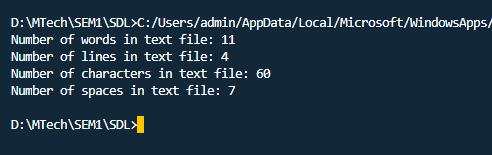 D:\MTech\SEM1\SDL>C:/Users/admin/AppData/Local/Microsoft/WindowsApps/
Number of words in text file: 11
Number of lines in text file: 4
Number of characters in text file: 60
Number of spaces in text file: 7
D:\MTech\SEM1\SDL>